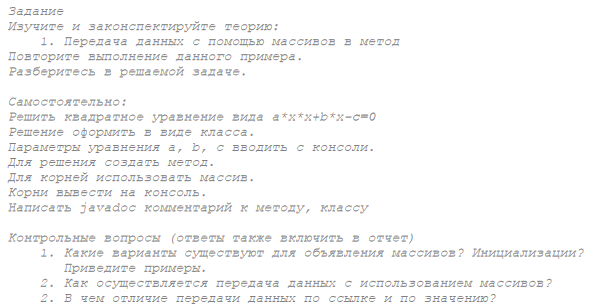 Задание
Изучите и законспектируйте теорию:
1. Передача данных с помощью массивов в метод
Повторите выполнение данного примера.
Разберитесь в решаемой задаче.
Самостоятельно:
Решить квадратное уравнение вида a*x*x+b*x-c=0
Решение оформить в виде класса.
Параметры уравнения a, b, c вводить с консоли.
Для решения создать метод.
Для корней использовать массив.
Корни вывести на консоль.
Написать javadoc комментарий к методу, классу
Контрольные вопросы (ответы также включить в отчет)
1. Какие варианты существуют для объявления массивов? Инициализации?
Приведите примеры.
2. Как осуществляется передача данных с использованием массивов?
2. В чем отличие передачи данных по ссылке и по значению?